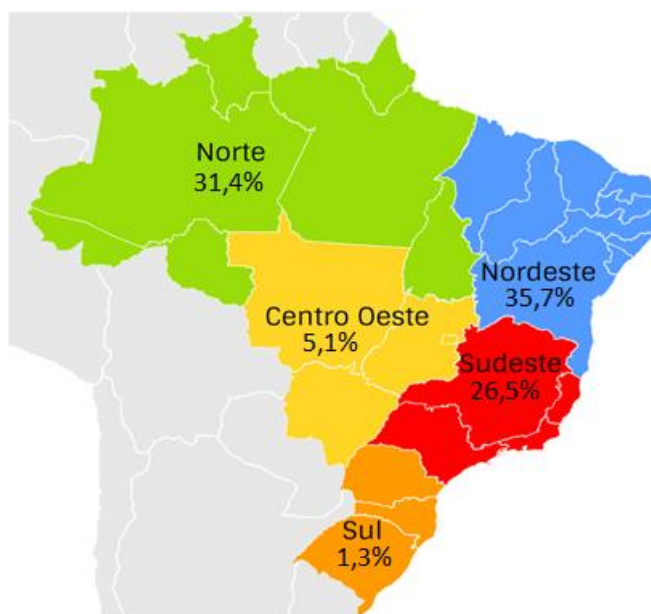 Norte
31,4%
Nordeste
35,7%
Centro Oeste
5,1%
Sudeste
26,5%
Sul
1,3%